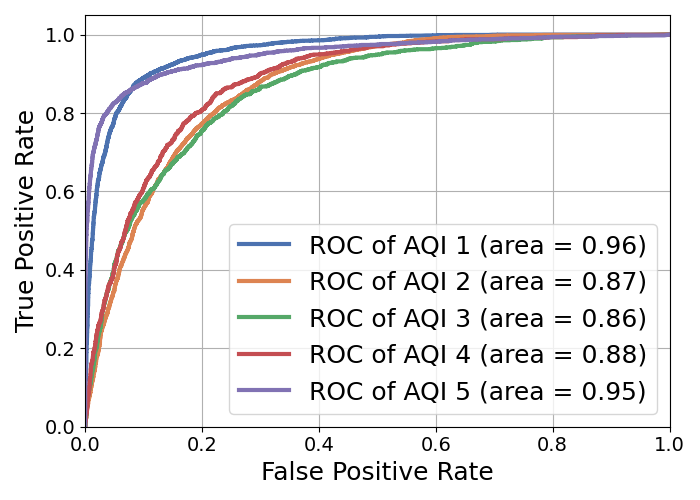 1.0
0.8
0.6
0.4
0.2
0.0
True Positive Rate
ROC of AQI 1 (area = 0.96)
ROC of AQI 2 (area = 0.87)
ROC of AQI 3 (area = 0.86)
ROC of AQI 4 (area = 0.88)
ROC of AQI 5 (area = 0.95)
0.0 0.2 0.4 0.6 0.8 1.0
False Positive Rate